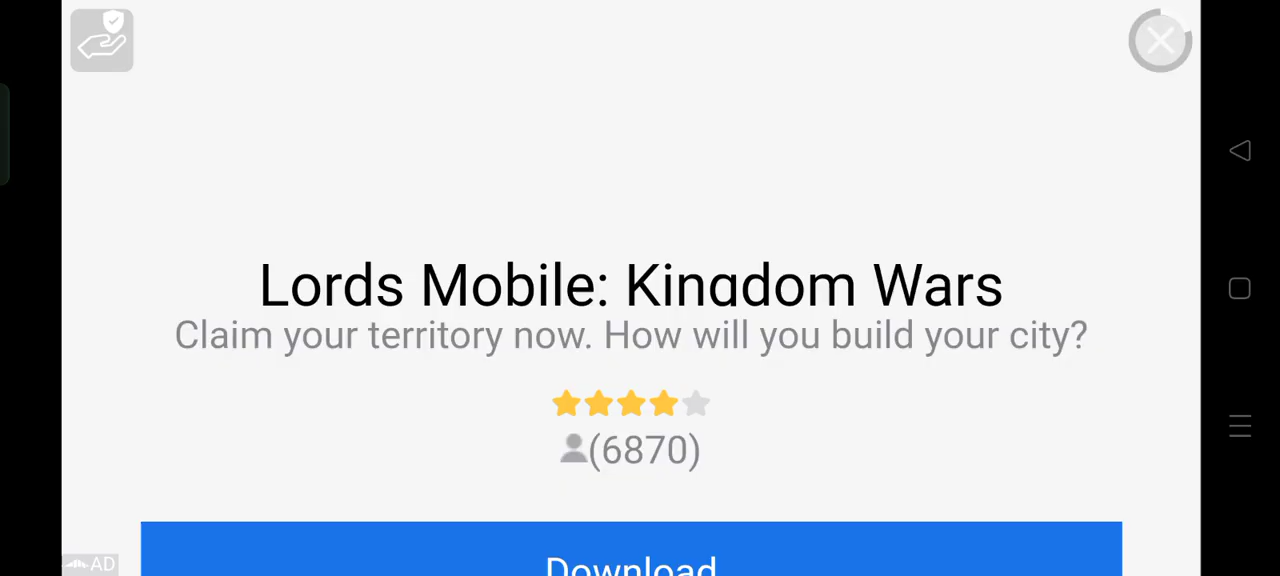 Lords Mobile: Kingdom Wars
Claim your territory now. How will you build your city?
(6870)
Download
AD